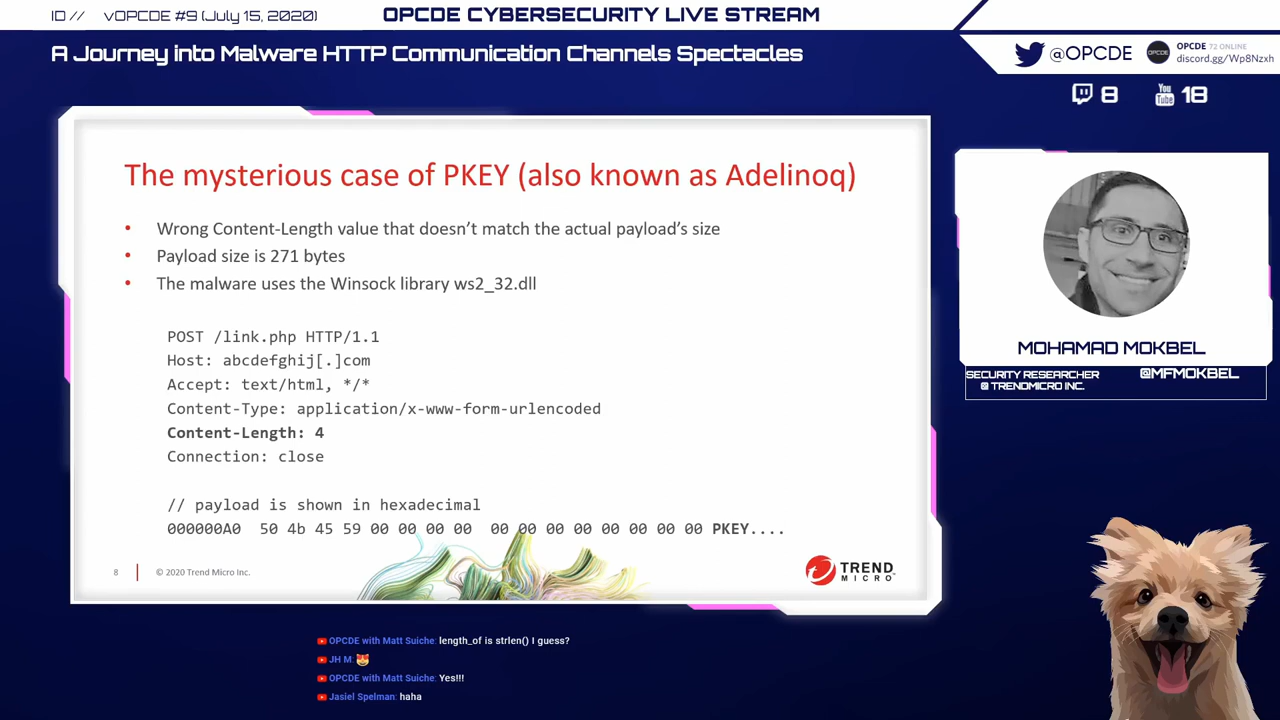 ID // vOPCDE #9 (July 15, 2020)
OPCDE CYBERSECURITY LIVE STREAM
A Journey into Malware HTTP Communication Channels Spectacles
@OPCDE
OPCDE
OPCDE 72 ONLINE
discord.gg/Wp8Nzxh
8
You Tube 18
The mysterious case of PKEY (also known as Adelinoq)
• Wrong Content-Length value that doesn’t match the actual payload’s size
• Payload size is 271 bytes
• The malware uses the Winsock library ws2_32.dll
POST /link.php HTTP/1.1
Host: abcdefghij[.]com
Accept: text/html, */*
Content-Type: application/x-www-form-urlencoded
Content-Length: 4
Connection: close
// payload is shown in hexadecimal
000000A0 50 4b 45 59 00 00 00 00 00 00 00 00 00 00 00 00 PKEY....
8
© 2020 Trend Micro Inc.
TREND
MICRO
MOHAMAD MOKBEL
SECURITY RESEARCHER
@ TRENDMICRO INC.
@MFMOKBEL
OPCDE with Matt Suiche: length_of is strlen() I guess?
JH M: 😻
OPCDE with Matt Suiche: Yes!!!
Jasiel Spelman: haha